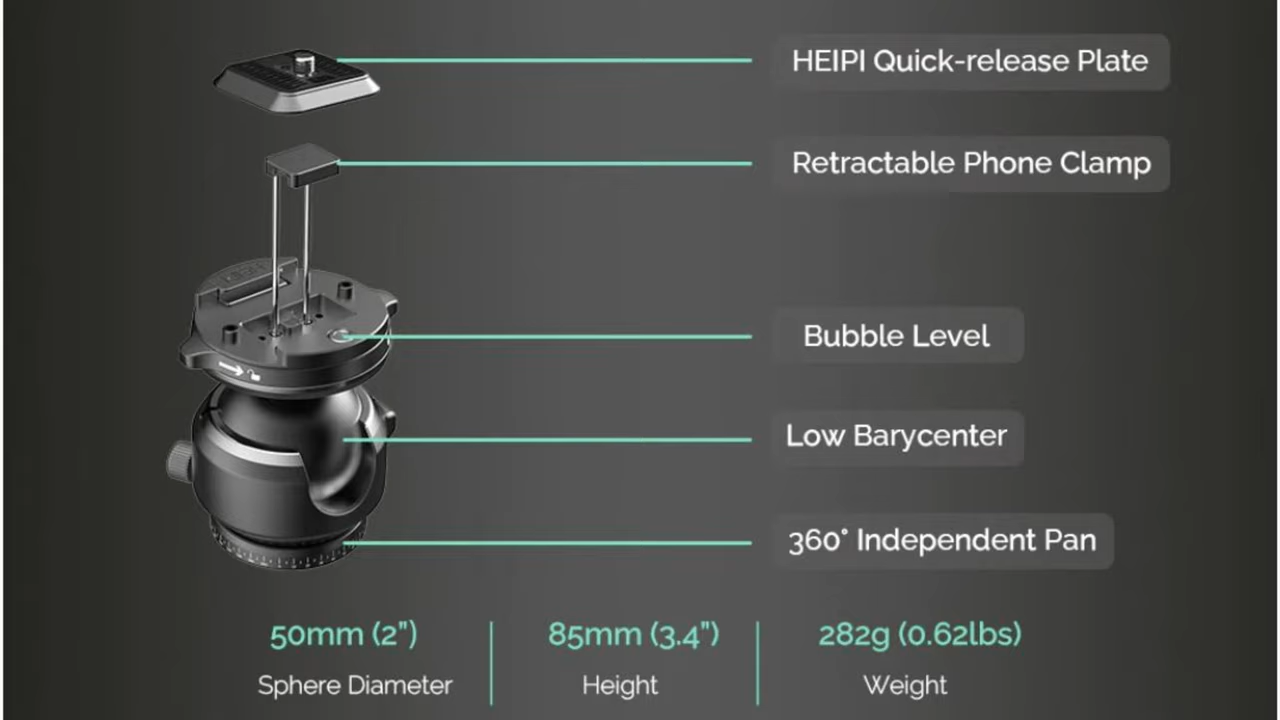 HEIPI Quick-release Plate
Retractable Phone Clamp
Bubble Level
Low Barycenter
360° Independent Pan
50mm (2")
85mm (3.4")
282g (0.62lbs)
Sphere Diameter
Height
Weight